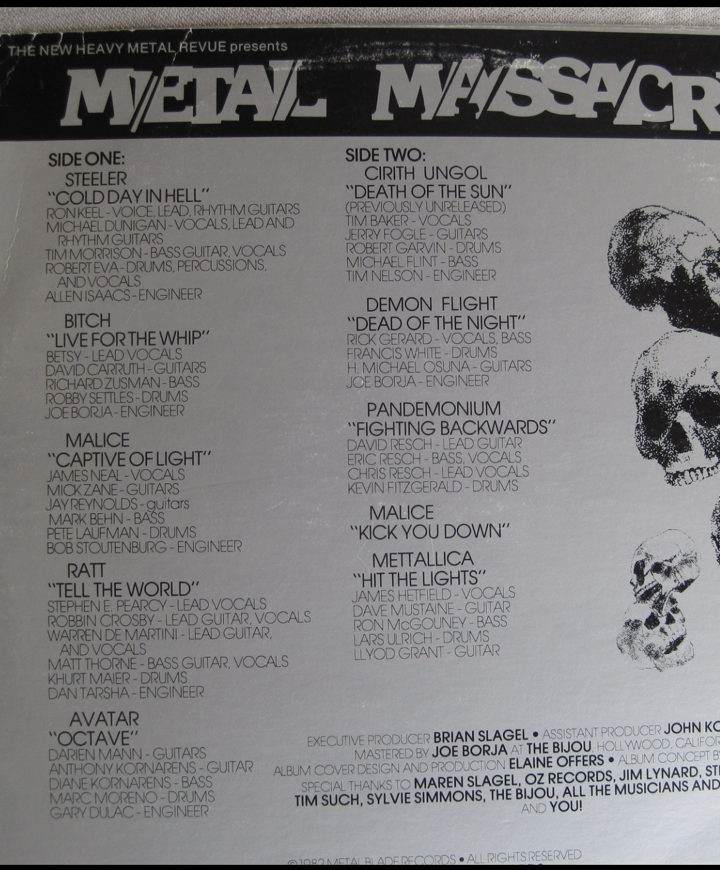 THE NEW HEAVY METAL REVUE presents
METAL MASSACR
SIDE ONE:
STEELER
"COLD DAY IN HELL"
RON KEEL - VOICE, LEAD, RHYTHM GUITARS
MICHAEL DUNIGAN - VOCALS, LEAD AND
RHYTHM GUITARS
TIM MORRISON - BASS GUITAR, VOCALS
ROBERT EVA - DRUMS, PERCUSSIONS,
AND VOCALS
ALLEN ISAACS - ENGINEER
BITCH
"LIVE FOR THE WHIP"
BETSY - LEAD VOCALS
DAVID CARRUTH - GUITARS
RICHARD ZUSMAN - BASS
ROBBY SETTLES - DRUMS
JOE BORJA - ENGINEER
MALICE
"CAPTIVE OF LIGHT"
JAMES NEAL - VOCALS
MICK ZANE - GUITARS
JAY REYNOLDS - guitars
MARK BEHN - BASS
PETE LAUFMAN - DRUMS
BOB STOUTENBURG - ENGINEER
RATT
"TELL THE WORLD"
STEPHEN E. PEARCY - LEAD VOCALS
ROBBIN CROSBY - LEAD GUITAR, VOCALS
WARREN DE MARTINI - LEAD GUITAR,
AND VOCALS
MATT THORNE - BASS GUITAR, VOCALS
KHURT MAIER - DRUMS
DAN TARSHA - ENGINEER
AVATAR
"OCTAVE"
DARIEN MANN - GUITARS
ANTHONY KORNARENS - GUITAR
DIANE KORNARENS - BASS
MARC MORENO - DRUMS
GARY DULAC - ENGINEER
SIDE TWO:
CIRITH UNGOL
"DEATH OF THE SUN"
(PREVIOUSLY UNRELEASED)
TIM BAKER - VOCALS
JERRY FOGLE - GUITARS
ROBERT GARVIN - DRUMS
MICHAEL FLINT - BASS
TIM NELSON - ENGINEER
DEMON FLIGHT
"DEAD OF THE NIGHT"
RICK GERARD - VOCALS, BASS
FRANCIS WHITE - DRUMS
H. MICHAEL OSUNA - GUITARS
JOE BORJA - ENGINEER
PANDEMONIUM
"FIGHTING BACKWARDS"
DAVID RESCH - LEAD GUITAR
ERIC RESCH - BASS, VOCALS
CHRIS RESCH - LEAD VOCALS
KEVIN FITZGERALD - DRUMS
MALICE
"KICK YOU DOWN"
METTALLICA
"HIT THE LIGHTS"
JAMES HETFIELD - VOCALS
DAVE MUSTAINE - GUITAR
RON McGOUNEY - BASS
LARS ULRICH - DRUMS
LLYOD GRANT - GUITAR
EXECUTIVE PRODUCER BRIAN SLAGEL • ASSISTANT PRODUCER JOHN KO
MASTERED BY JOE BORJA AT THE BIJOU, HOLLYWOOD, CALIFOR
ALBUM COVER DESIGN AND PRODUCTION ELAINE OFFERS • ALBUM CONCEPT BY
SPECIAL THANKS TO MAREN SLAGEL, OZ RECORDS, JIM LYNARD, ST
TIM SUCH, SYLVIE SIMMONS, THE BIJOU, ALL THE MUSICIANS AND
AND YOU!
©1982 METAL BLADE RECORDS • ALL RIGHTS RESERVED